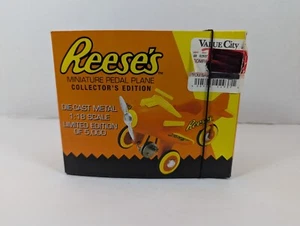 Reese's
MINIATURE PEDAL PLANE
COLLECTOR'S EDITION
DIE CAST METAL
1:18 SCALE
LIMITED EDITION
OF 5,000
VALUE CITY
Reese's